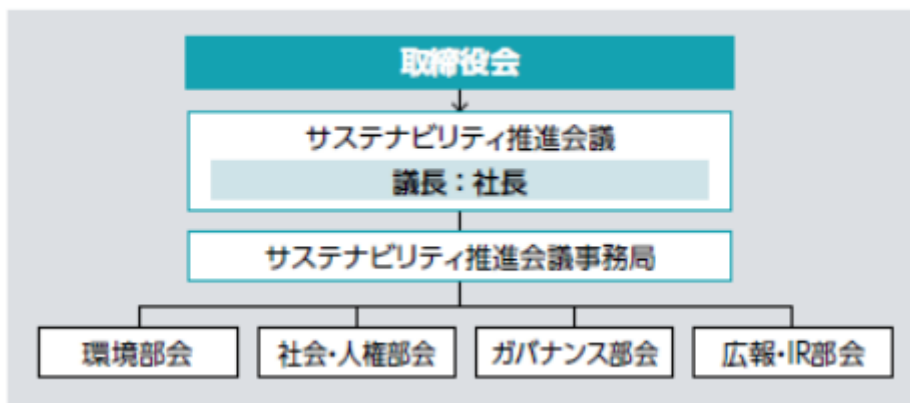 取締役会
サステナビリティ推進会議
議長：社長
サステナビリティ推進会議事務局
環境部会
社会・人権部会
ガバナンス部会
広報・IR部会